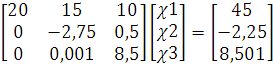 [20 15 10] [χ1] = [45]
[0 −2,75 0,5] [χ2] = [−2,25]
[0 0,001 8,5] [χ3] = [8,501]